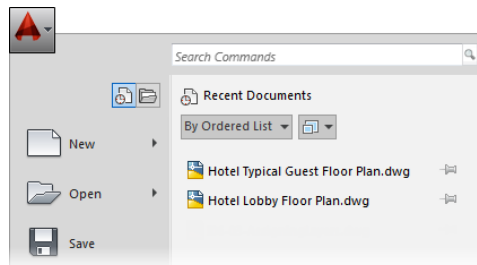 Search Commands
Recent Documents
By Ordered List
New
Hotel Typical Guest Floor Plan.dwg
Open
Hotel Lobby Floor Plan.dwg
Save